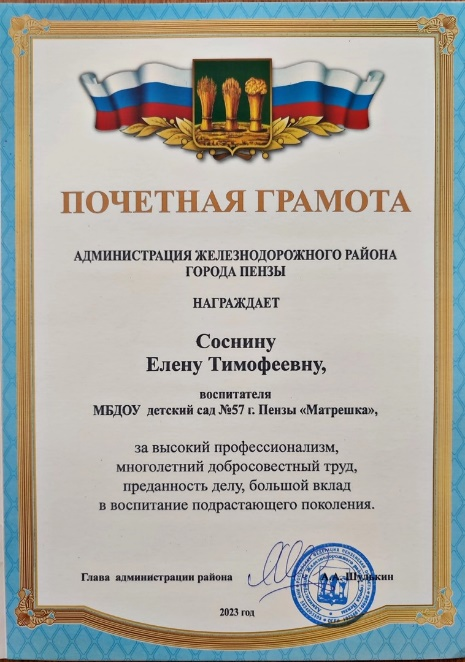 ПОЧЕТНАЯ ГРАМОТА
АДМИНИСТРАЦИЯ ЖЕЛЕЗНОДОРОЖНОГО РАЙОНА
ГОРОДА ПЕНЗЫ
НАГРАЖДАЕТ
Соснину
Елену Тимофеевну,
воспитателя
МБДОУ детский сад №57 г. Пензы «Матрешка»,
за высокий профессионализм,
многолетний добросовестный труд,
преданность делу, большой вклад
в воспитание подрастающего поколения.
Глава администрации района А.А. Шулькин
2023 год